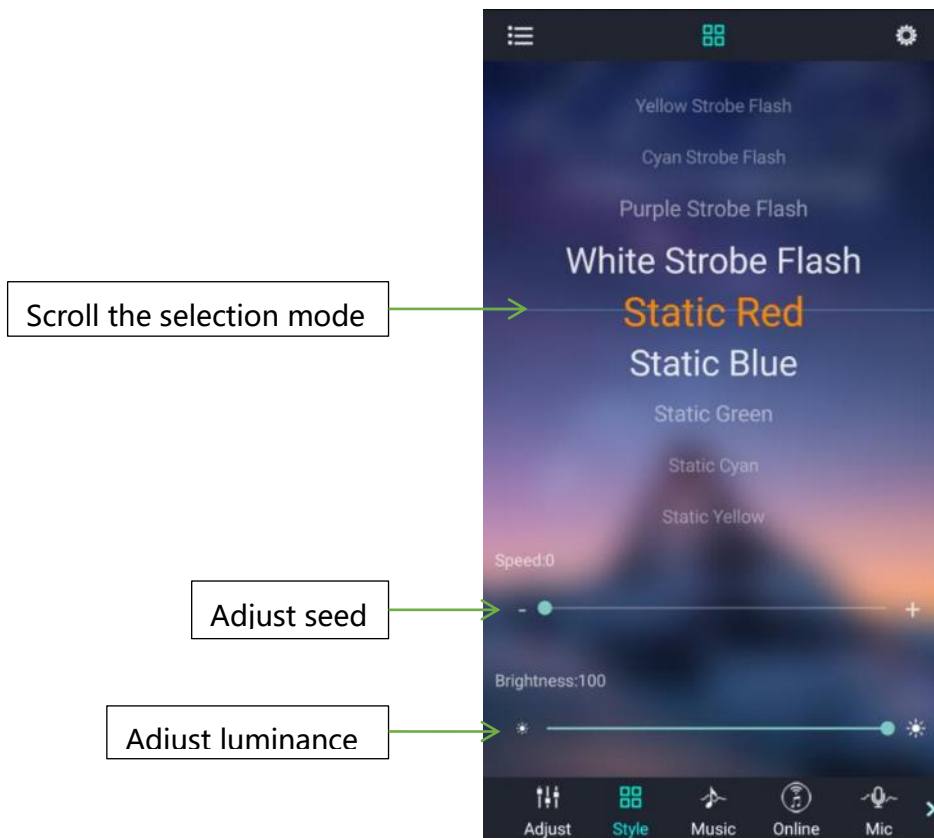 Yellow Strobe Flash
Cyan Strobe Flash
Purple Strobe Flash
White Strobe Flash
Scroll the selection mode
Static Red
Static Blue
Static Green
Static Cyan
Static Yellow
Speed:0
Adjust seed
- +
Brightness:100
Adjust luminance
Adjust Style Music Online Mic